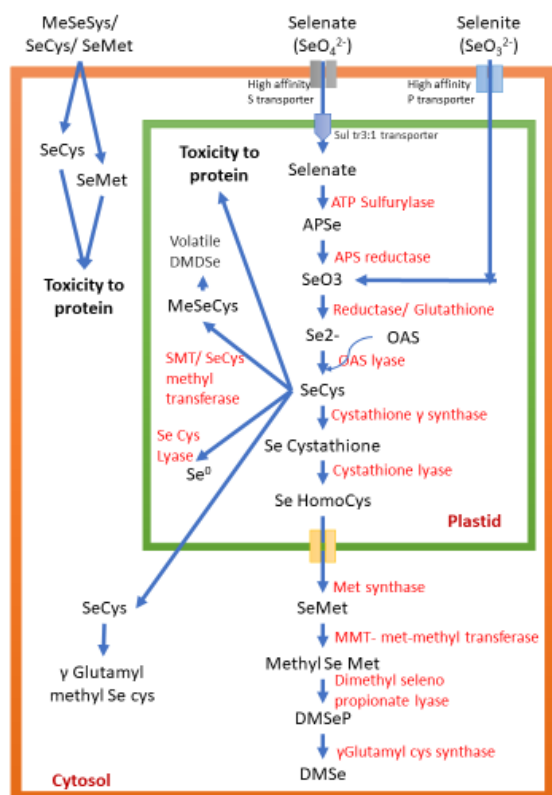 MeSeSys/
SeCys/ SeMet
Selenate
(SeO₄²⁻)
Selenite
(SeO₃²⁻)
High affinity
S transporter
High affinity
P transporter
Sul tr3:1 transporter
SeCys
SeMet
Toxicity to
protein
Toxicity to
protein
Selenate
ATP Sulfurylase
APSe
APS reductase
SeO3
Reductase/ Glutathione
Se2-
OAS
OAS lyase
SeCys
Cystathione γ synthase
Se Cystathione
Cystathione lyase
Se HomoCys
Volatile
DMDSe
MeSeCys
SMT/ SeCys
methyl
transferase
Se Cys
Lyase
Se⁰
Plastid
Met synthase
SeMet
MMT- met-methyl transferase
Methyl Se Met
Dimethyl seleno
propionate lyase
DMSeP
γGlutamyl cys synthase
DMSe
SeCys
γ Glutamyl
methyl Se cys
Cytosol